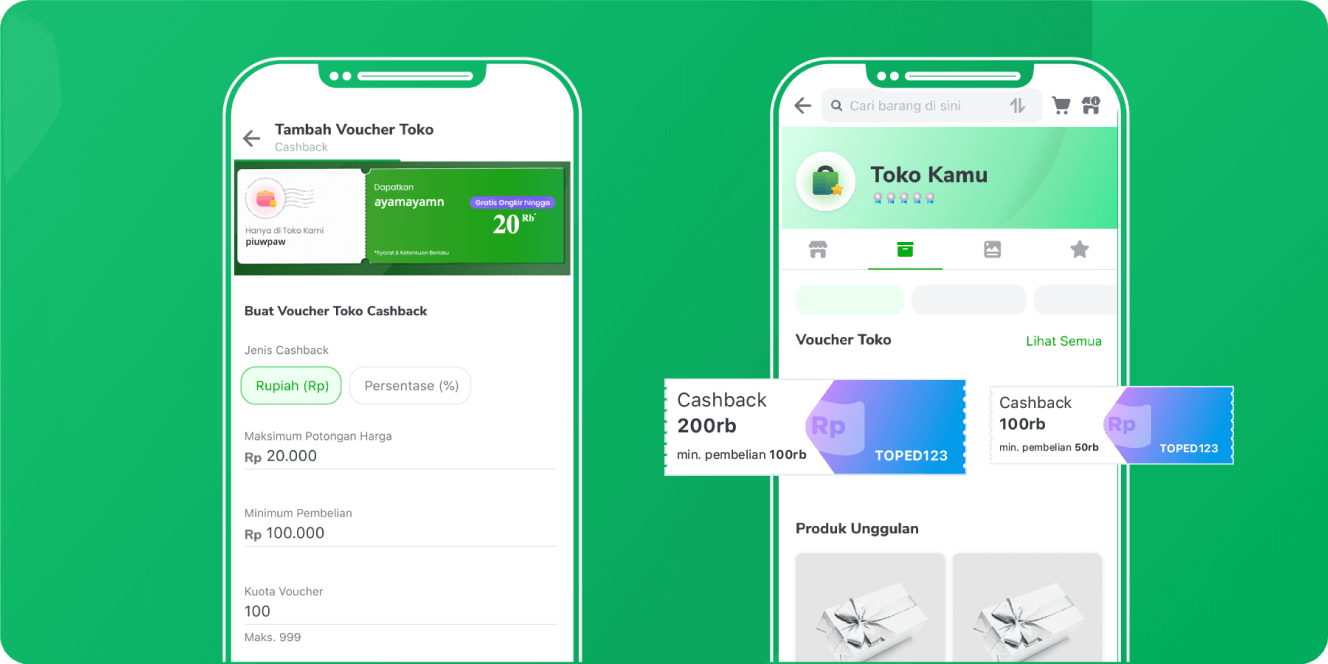 Tambah Voucher Toko
Cashback
Dapatkan
ayamayamn
Gratis Ongkir hingga
20 Rb*
Hanya di Toko Kami
piuwpaw
*Syarat & Ketentuan Berlaku
Buat Voucher Toko Cashback
Jenis Cashback
Rupiah (Rp)
Persentase (%)
Maksimum Potongan Harga
Rp 20.000
Minimum Pembelian
Rp 100.000
Kuota Voucher
100
Maks. 999
Cari barang di sini
Toko Kamu
Voucher Toko
Lihat Semua
Cashback
200rb
min. pembelian 100rb
Rp
TOPED123
Cashback
100rb
min. pembelian 50rb
Rp
TOPED123
Produk Unggulan